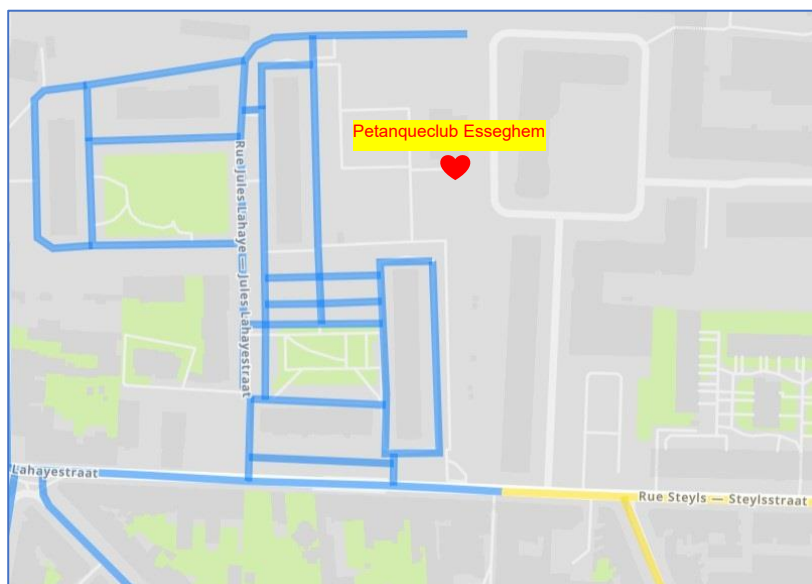 Petanqueclub Esseghem
Rue Jules Lahaye — Jules Lahayestraat
Lahayestraat
Rue Steyls — Steylsstraat